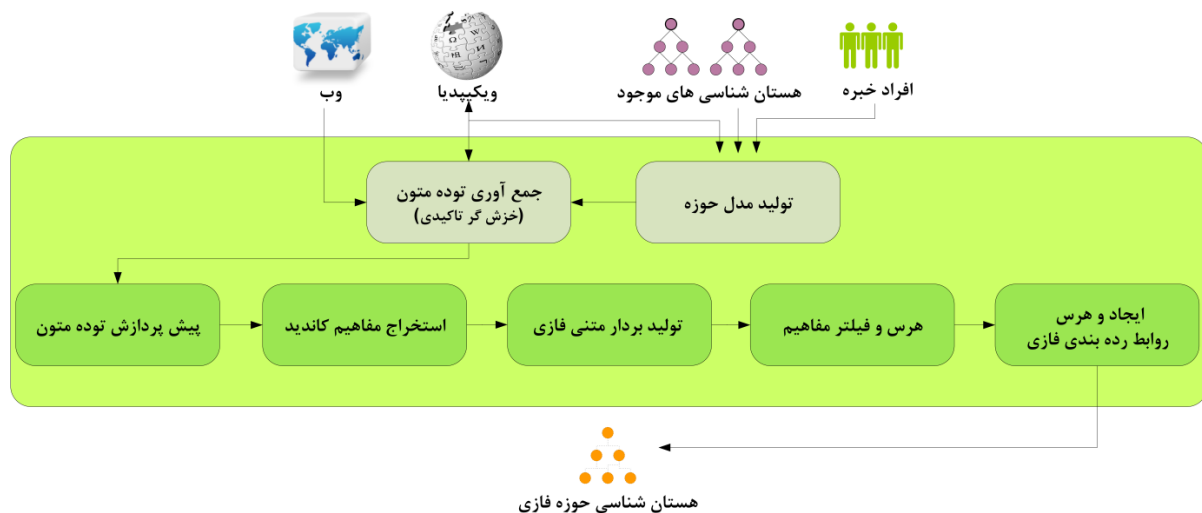 وب
ویکیپدیا
هستان شناسی های موجود
افراد خبره
جمع آوری توده متون
(خزش گر تاکیدی)
تولید مدل حوزه
پیش پردازش توده متون
استخراج مفاهیم کاندید
تولید بردار متنی فازی
هرس و فیلتر مفاهیم
ایجاد و هرس
روابط رده بندی فازی
هستان شناسی حوزه فازی